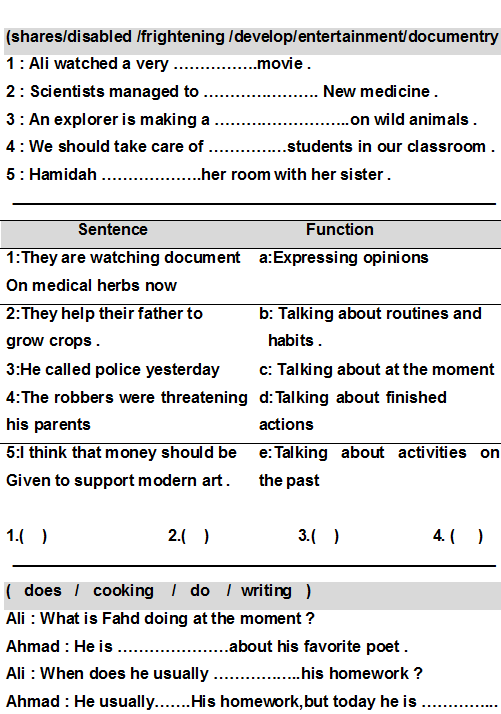 (shares/disabled /frightening /develop/entertainment/documentry
1 : Ali watched a very …………….movie .
2 : Scientists managed to …………………. New medicine .
3 : An explorer is making a ……………………..on wild animals .
4 : We should take care of ……………students in our classroom .
5 : Hamidah ………………..her room with her sister .
Sentence Function
1:They are watching document a:Expressing opinions
On medical herbs now
2:They help their father to b: Talking about routines and
grow crops . habits .
3:He called police yesterday c: Talking about at the moment
4:The robbers were threatening d:Talking about finished
his parents actions
5:I think that money should be e:Talking about activities on
Given to support modern art . the past
1.( ) 2.( ) 3.( ) 4. ( )
( does / cooking / do / writing )
Ali : What is Fahd doing at the moment ?
Ahmad : He is ………………….about his favorite poet .
Ali : When does he usually ……………..his homework ?
Ahmad : He usually…….His homework,but today he is …………...